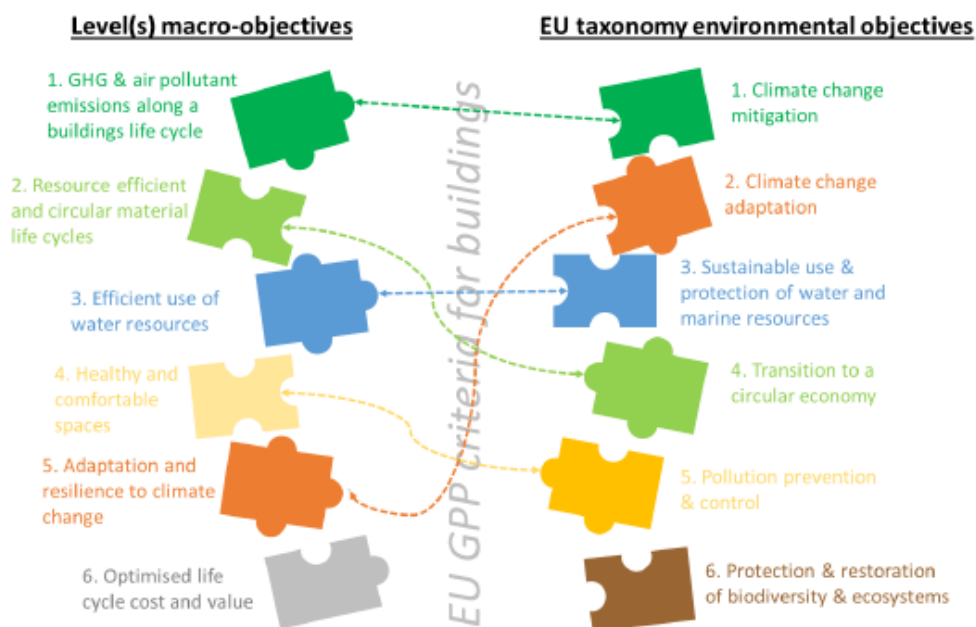 Level(s) macro-objectives
1. GHG & air pollutant
emissions along a
buildings life cycle
2. Resource efficient
and circular material
life cycles
3. Efficient use of
water resources
4. Healthy and
comfortable
spaces
5. Adaptation and
resilience to climate
change
6. Optimised life
cycle cost and value
EU GPP criteria for buildings
EU taxonomy environmental objectives
1. Climate change
mitigation
2. Climate change
adaptation
3. Sustainable use &
protection of water and
marine resources
4. Transition to a
circular economy
5. Pollution prevention
& control
6. Protection & restoration
of biodiversity & ecosystems